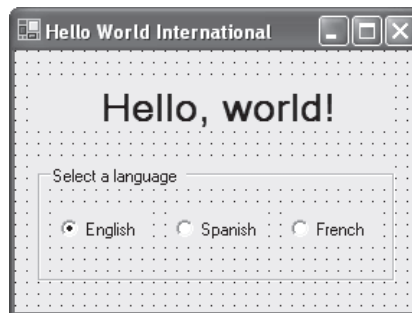 Hello World International
Hello, world!
Select a language
English Spanish French